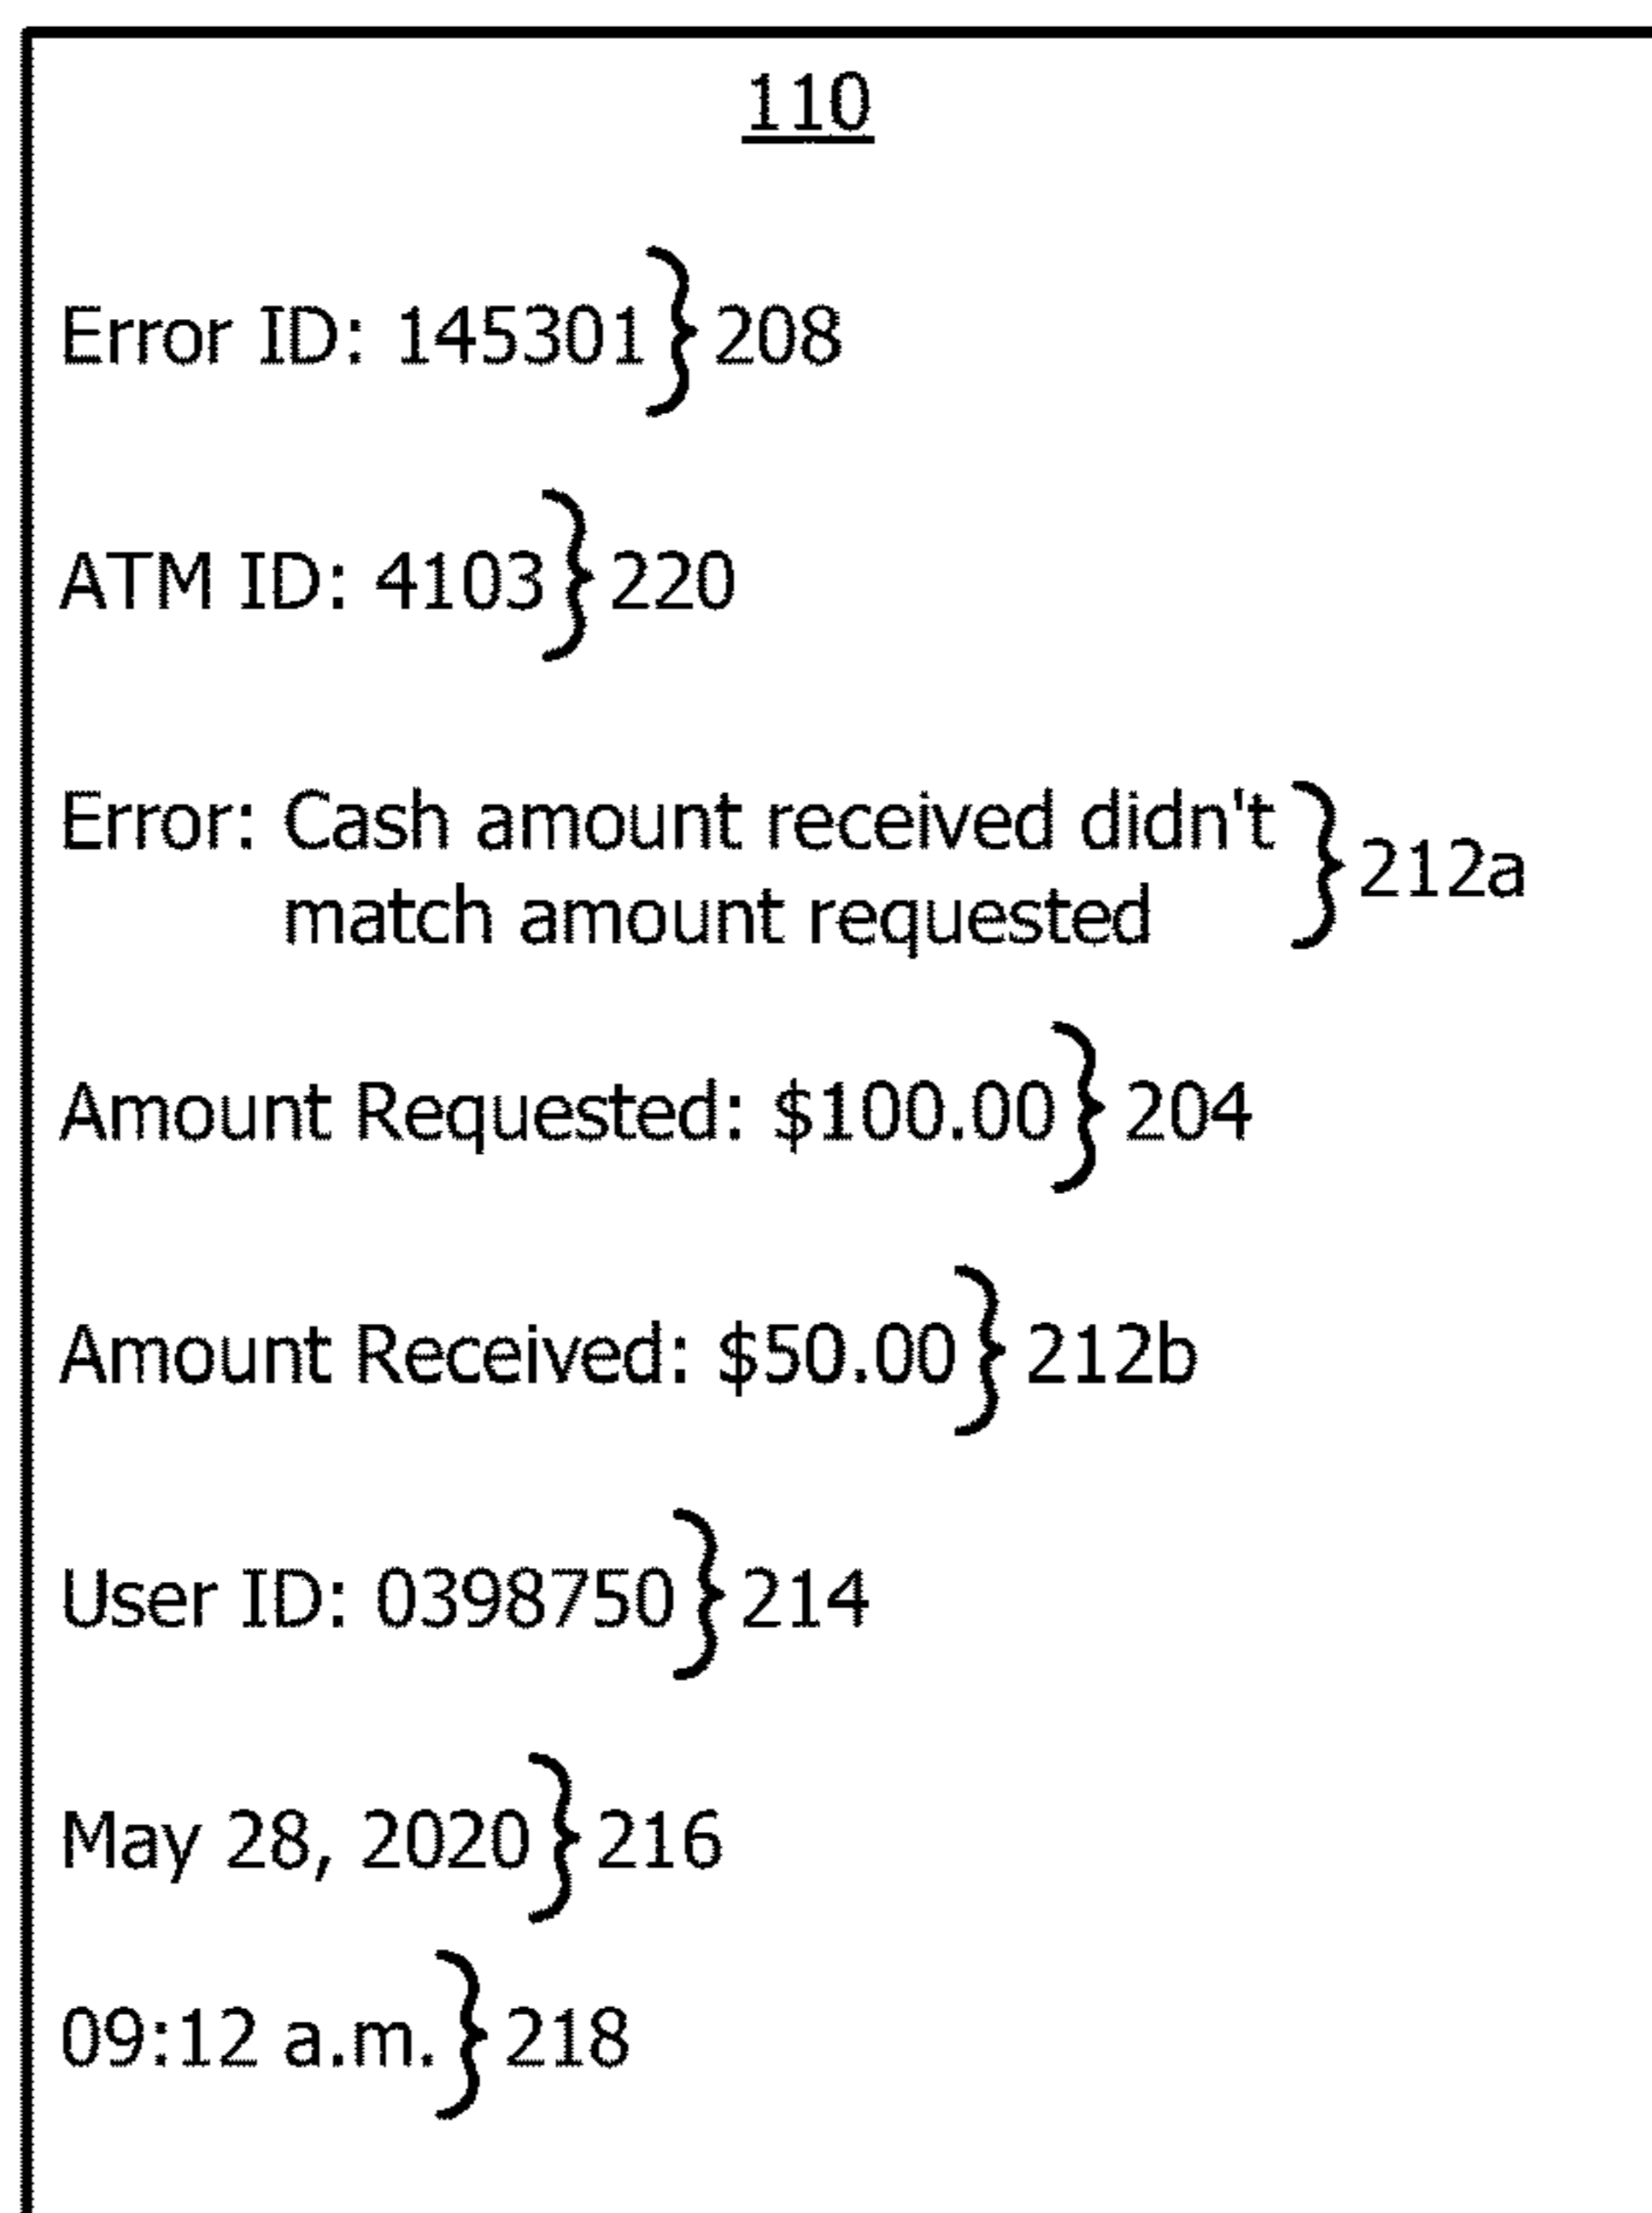 110
Error ID: 145301 } 208
ATM ID: 4103 } 220
Error: Cash amount received didn't
match amount requested } 212a
Amount Requested: $100.00 } 204
Amount Received: $50.00 } 212b
User ID: 0398750 } 214
May 28, 2020 } 216
09:12 a.m. } 218